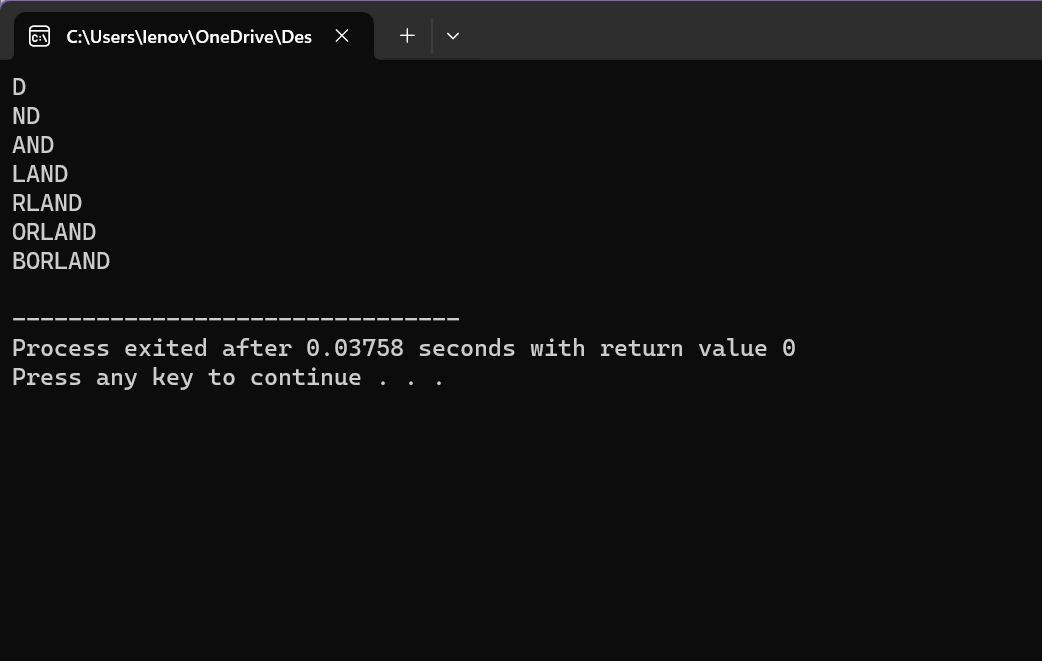 C:\Users\lenov\OneDrive\Des
D
ND
AND
LAND
RLAND
ORLAND
BORLAND
--------------------------------
Process exited after 0.03758 seconds with return value 0
Press any key to continue . . .